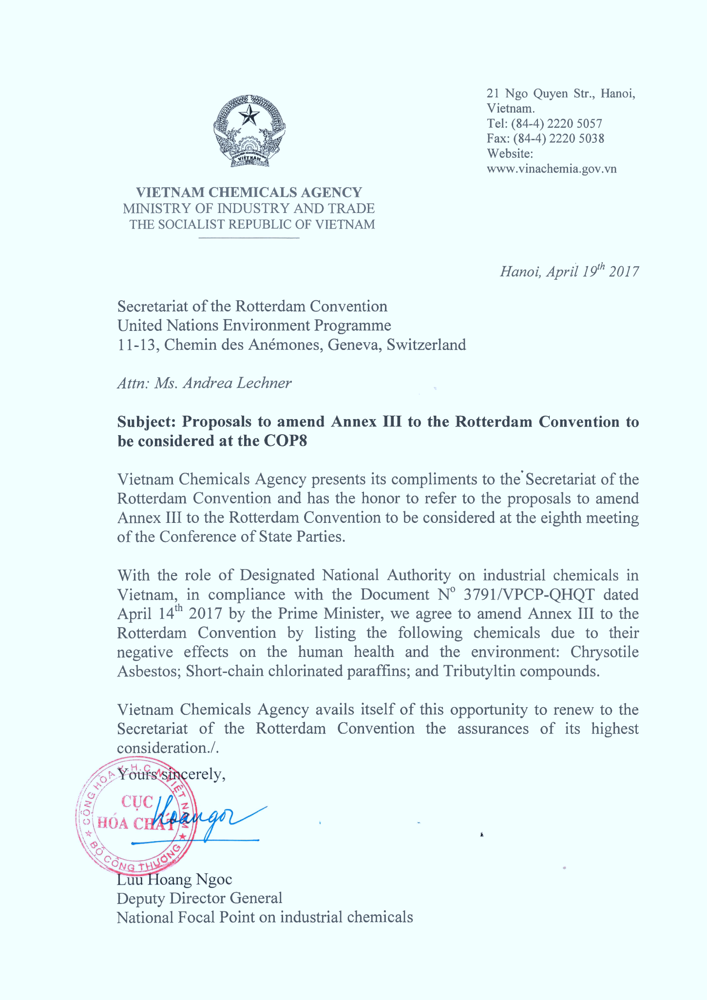 21 Ngo Quyen Str., Hanoi,
Vietnam.
Tel: (84-4) 2220 5057
Fax: (84-4) 2220 5038
Website:
www.vinachemia.gov.vn
VIỆT NAM
VIETNAM CHEMICALS AGENCY
MINISTRY OF INDUSTRY AND TRADE
THE SOCIALIST REPUBLIC OF VIETNAM
Hanoi, April 19th 2017
Secretariat of the Rotterdam Convention
United Nations Environment Programme
11-13, Chemin des Anémones, Geneva, Switzerland
Attn: Ms. Andrea Lechner
Subject: Proposals to amend Annex III to the Rotterdam Convention to
be considered at the COP8
Vietnam Chemicals Agency presents its compliments to the Secretariat of the
Rotterdam Convention and has the honor to refer to the proposals to amend
Annex III to the Rotterdam Convention to be considered at the eighth meeting
of the Conference of State Parties.
With the role of Designated National Authority on industrial chemicals in
Vietnam, in compliance with the Document Nº 3791/VPCP-QHQT dated
April 14th 2017 by the Prime Minister, we agree to amend Annex III to the
Rotterdam Convention by listing the following chemicals due to their
negative effects on the human health and the environment: Chrysotile
Asbestos; Short-chain chlorinated paraffins; and Tributyltin compounds.
Vietnam Chemicals Agency avails itself of this opportunity to renew to the
Secretariat of the Rotterdam Convention the assurances of its highest
consideration./.
Yours sincerely,
CỘNG HÒA X.H.C.N VIỆT NAM
CỤC
HÓA CHẤT
BỘ CÔNG THƯƠNG
Luu Hoang Ngoc
Deputy Director General
National Focal Point on industrial chemicals